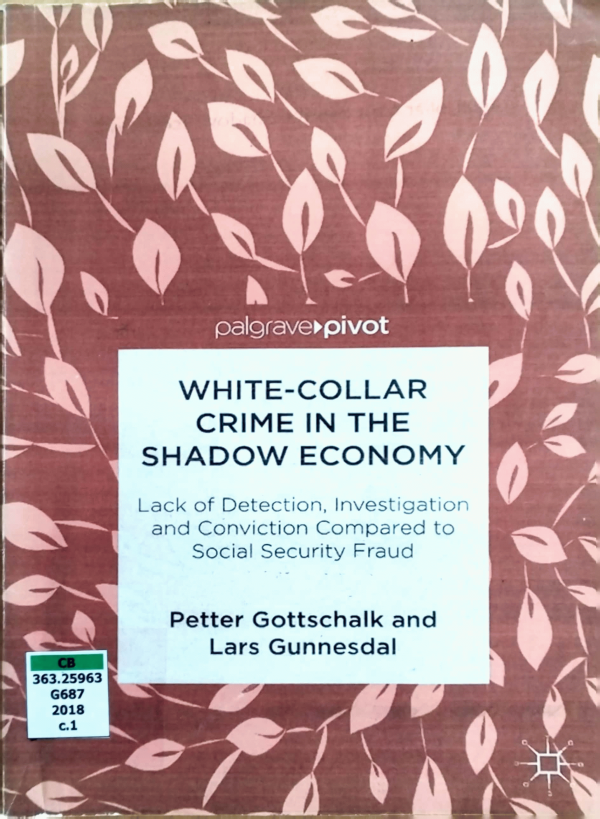 palgrave pivot
WHITE-COLLAR
CRIME IN THE
SHADOW ECONOMY
Lack of Detection, Investigation
and Conviction Compared to
Social Security Fraud
Petter Gottschalk and
Lars Gunnesdal
CB
363.25963
G687
2018
c.1